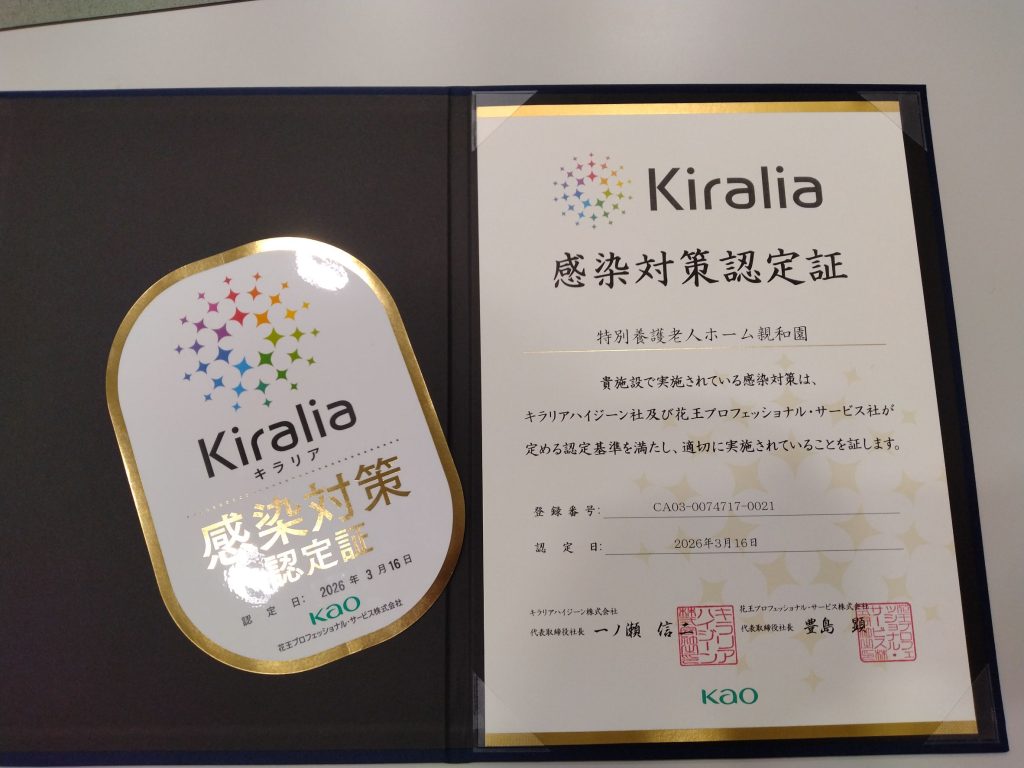 Kiralia
キラリア
感染対策
認定証
認定日: 2026年3月16日
Kao
花王プロフェッショナル・サービス株式会社
Kiralia
感染対策認定証
特別養護老人ホーム親和園
貴施設で実施されている感染対策は、
キラリアハイジーン社及び花王プロフェッショナル・サービス社が
定める認定基準を満たし、適切に実施されていることを証します。
登録番号: CA03-0074717-0021
認定日: 2026年3月16日
キラリアハイジーン株式会社
代表取締役社長 一ノ瀬 信二
花王プロフェッショナル・サービス株式会社
代表取締役社長 豊島 顕
Kao